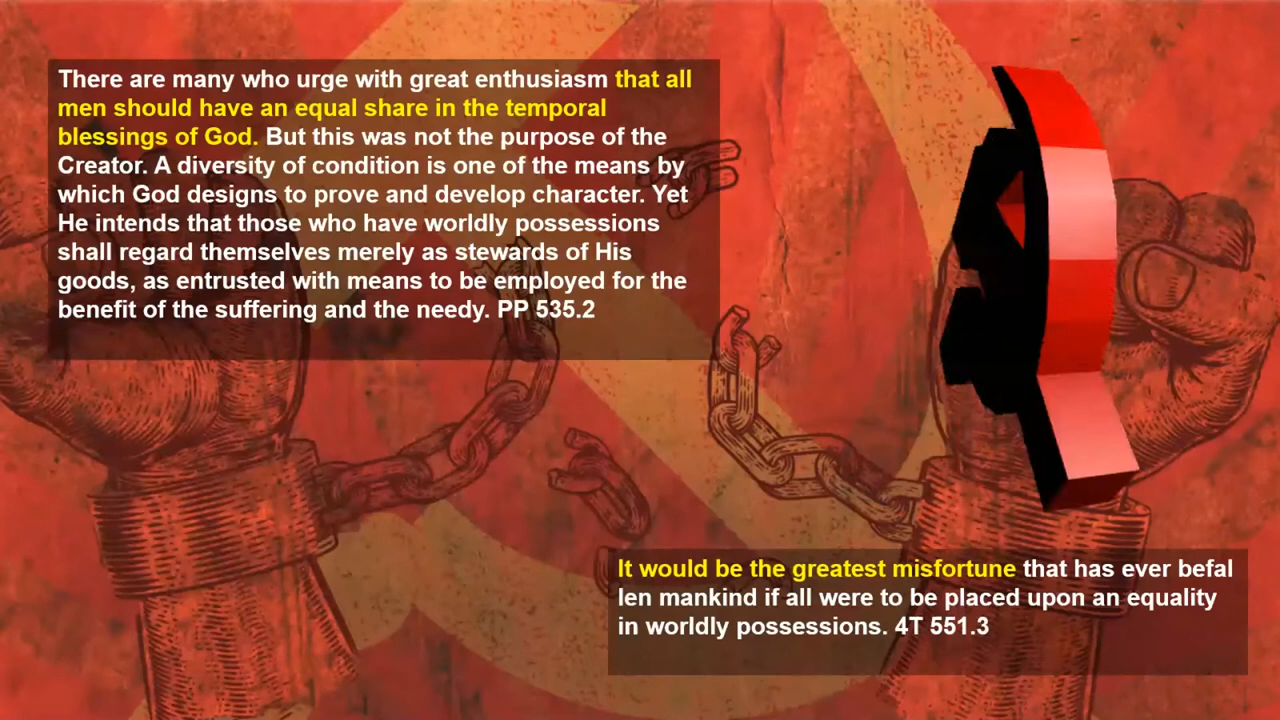 There are many who urge with great enthusiasm that all
men should have an equal share in the temporal
blessings of God. But this was not the purpose of the
Creator. A diversity of condition is one of the means by
which God designs to prove and develop character. Yet
He intends that those who have worldly possessions
shall regard themselves merely as stewards of His
goods, as entrusted with means to be employed for the
benefit of the suffering and the needy. PP 535.2
It would be the greatest misfortune that has ever befal
len mankind if all were to be placed upon an equality
in worldly possessions. 4T 551.3